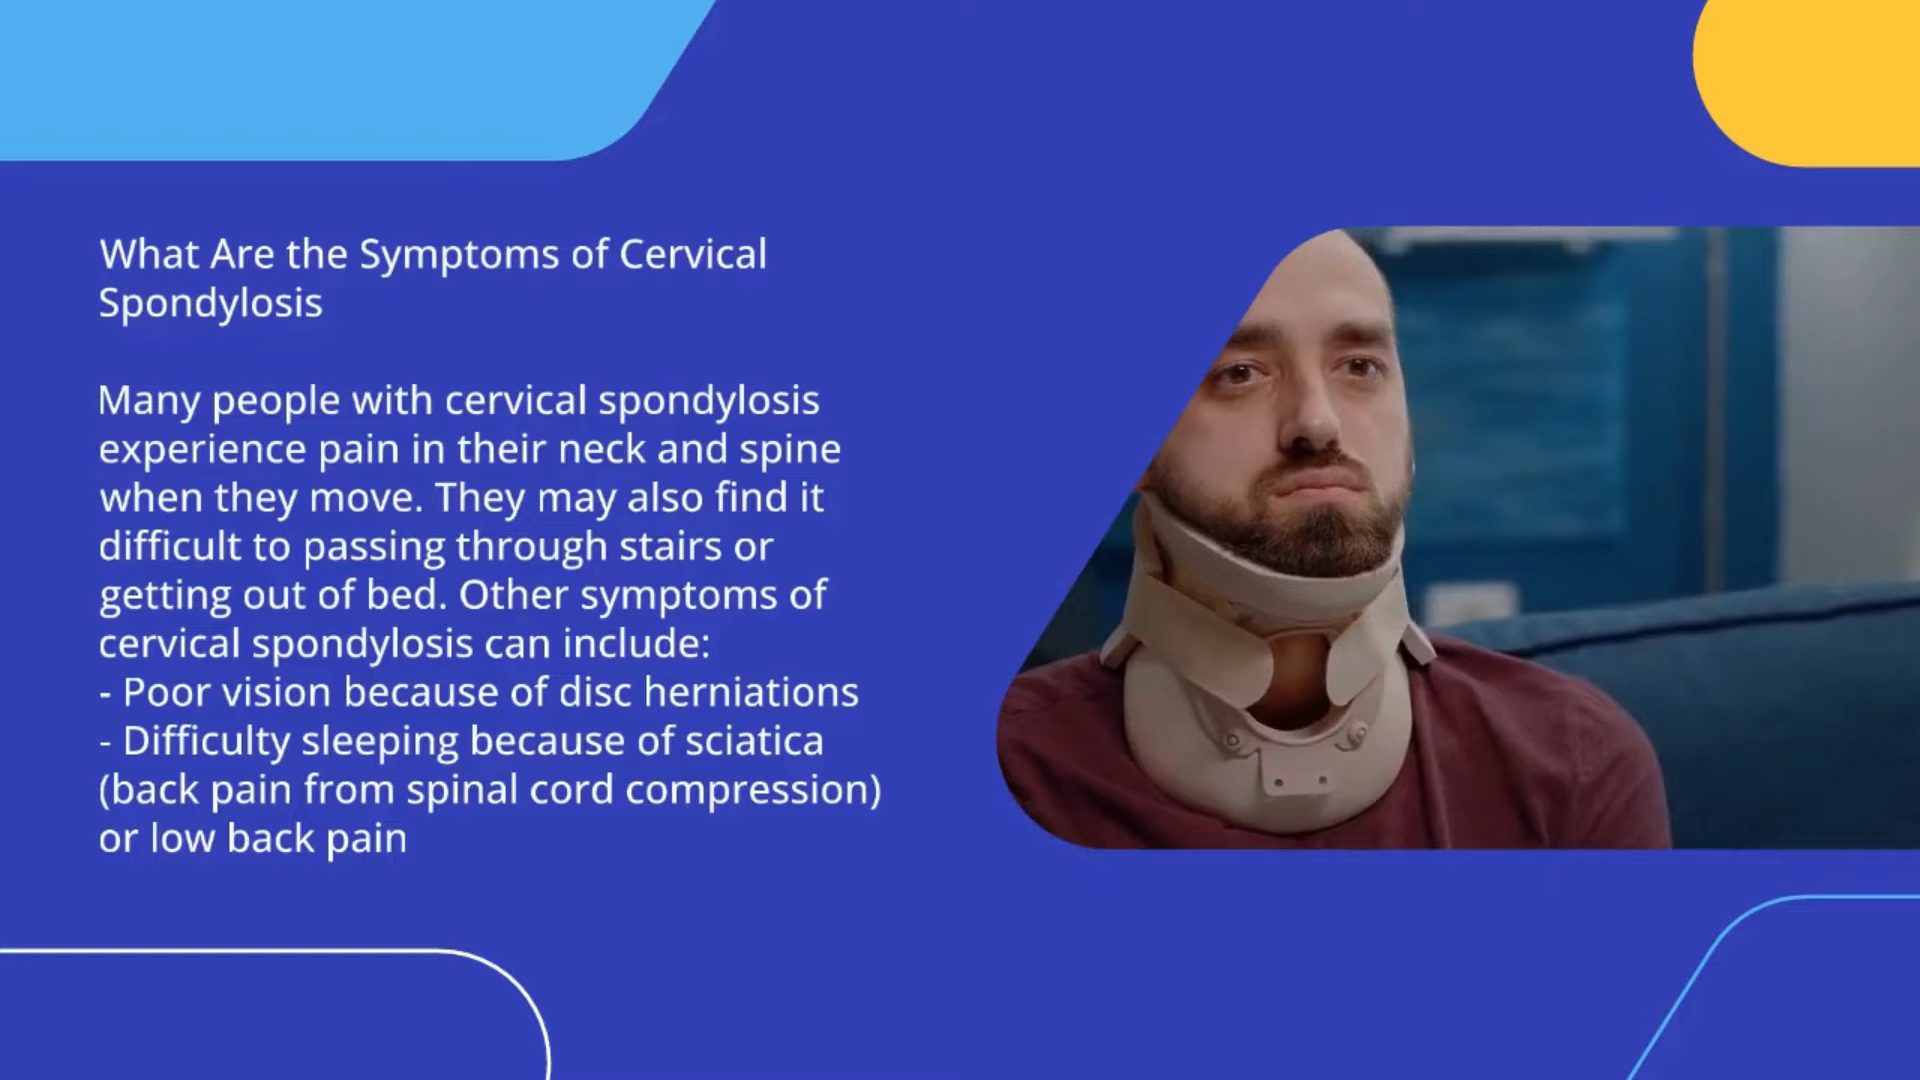 What Are the Symptoms of Cervical
Spondylosis
Many people with cervical spondylosis
experience pain in their neck and spine
when they move. They may also find it
difficult to passing through stairs or
getting out of bed. Other symptoms of
cervical spondylosis can include:
- Poor vision because of disc herniations
- Difficulty sleeping because of sciatica
(back pain from spinal cord compression)
or low back pain